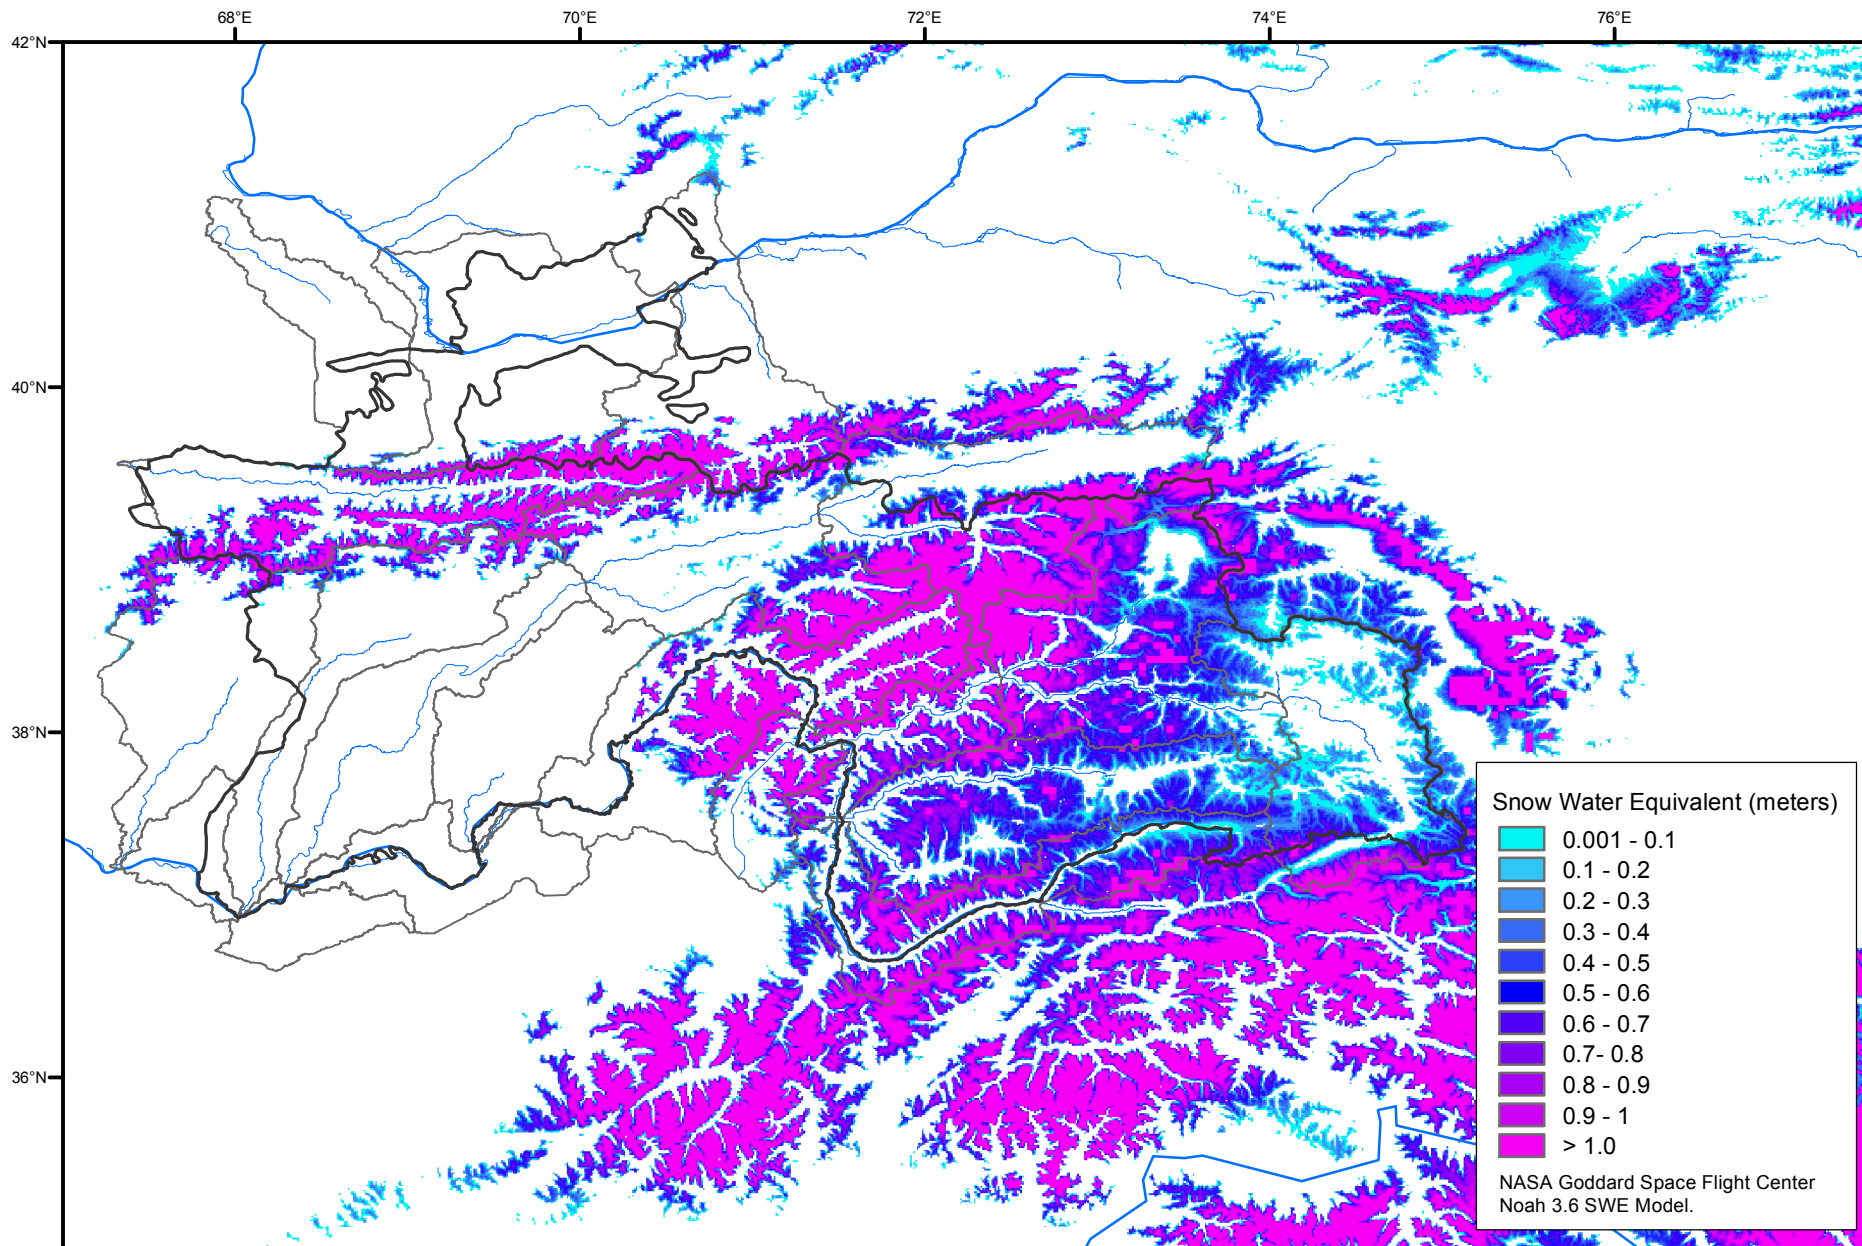 68°E
70°E
72°E
74°E
76°E
42°N
40°N
38°N
36°N
Snow Water Equivalent (meters)
0.001 - 0.1
0.1 - 0.2
0.2 - 0.3
0.3 - 0.4
0.4 - 0.5
0.5 - 0.6
0.6 - 0.7
0.7- 0.8
0.8 - 0.9
0.9 - 1
> 1.0
NASA Goddard Space Flight Center
Noah 3.6 SWE Model.